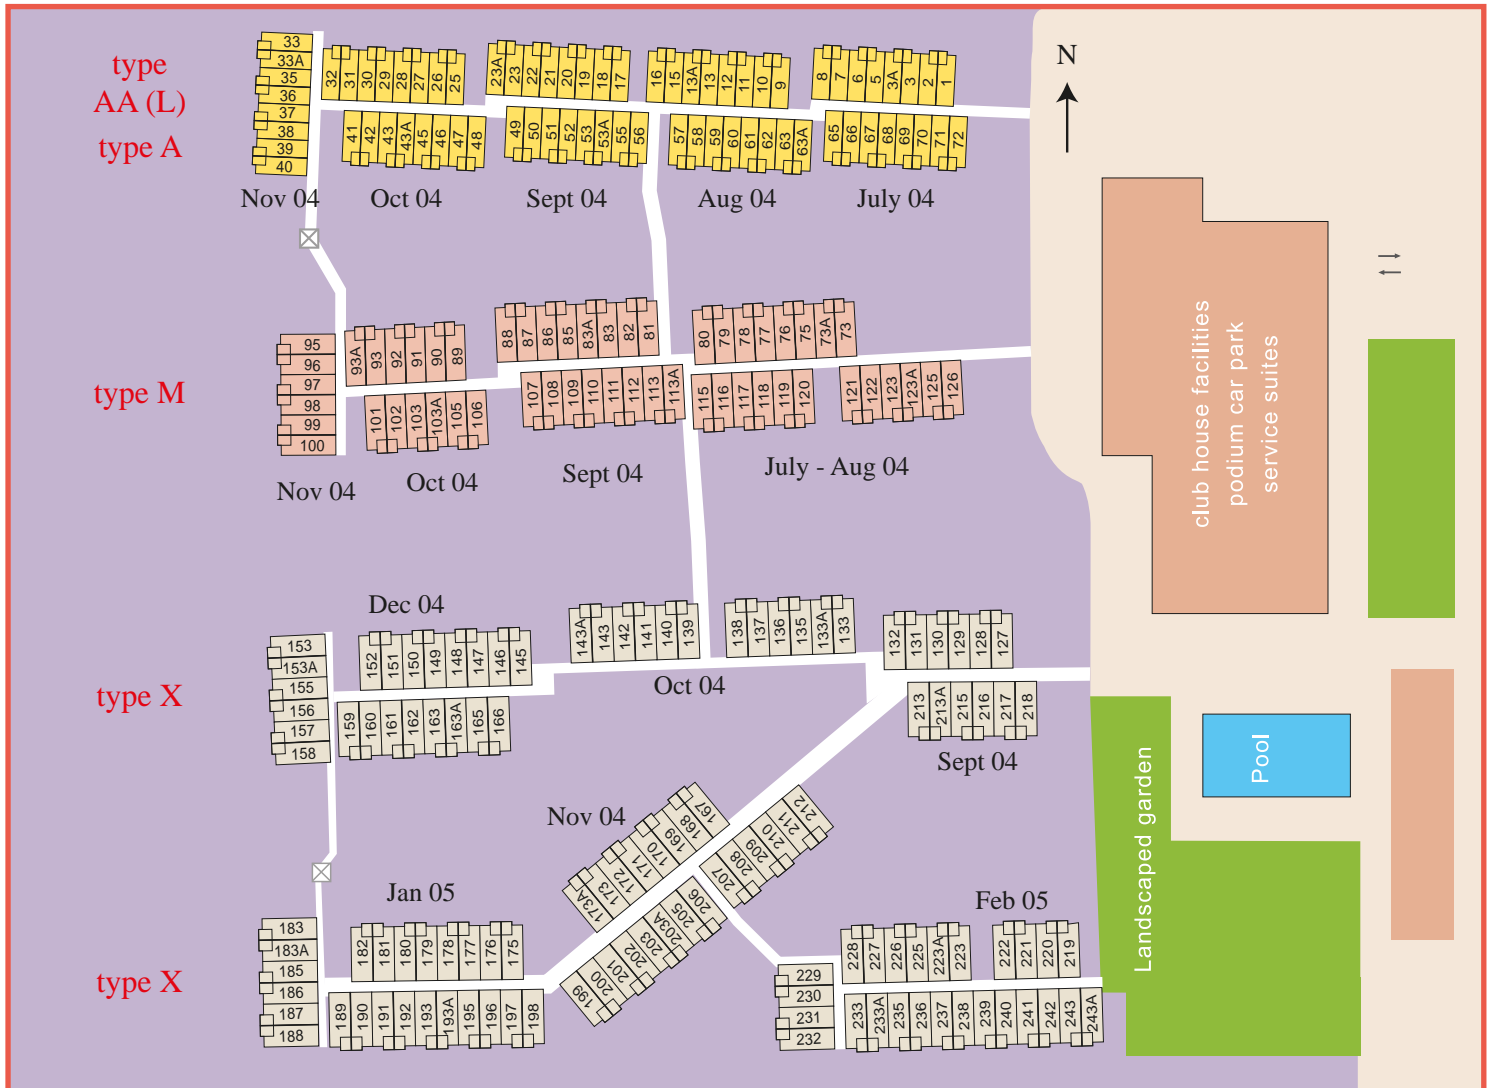 type
AA (L)
type A
33
33A
35
36
37
38
39
40
32 31 30 29 28 27 26 25
23A 23 22 21 20 19 18 17
16 15 13A 13 12 11 10 9
8 7 6 5 3A 3 2 1
41 42 43 43A 45 46 47 48
49 50 51 52 53 53A 55 56
57 58 59 60 61 62 63 63A
65 66 67 68 69 70 71 72
Nov 04
Oct 04
Sept 04
Aug 04
July 04
N
type M
95
96
97
98
99
100
93A 93 92 91 90 89
88 87 86 85 83A 83 82 81
80 79 78 77 76 75 73A 73
101 102 103 103A 105 106
107 108 109 110 111 112 113 113A
115 116 117 118 119 120
121 122 123 123A 125 126
Nov 04
Oct 04
Sept 04
July - Aug 04
club house facilities
podium car park
service suites
Dec 04
type X
153
153A
155
156
157
158
152 151 150 149 148 147 146 145
143A 143 142 141 140 139
138 137 136 135 133A 133
132 131 130 129 128 127
159 160 161 162 163 163A 165 166
213 213A 215 216 217 218
Oct 04
Sept 04
Nov 04
173A 173 172 171 170 169 168 167
199 200 201 202 203 203A 205 206
207 208 209 210 211 212
Pool
Landscaped garden
Jan 05
Feb 05
type X
183
183A
185
186
187
188
182 181 180 179 178 177 176 175
189 190 191 192 193 193A 195 196 197 198
229
230
231
232
228 227 226 225 223A 223
222 221 220 219
233 233A 235 236 237 238 239 240 241 242 243 243A